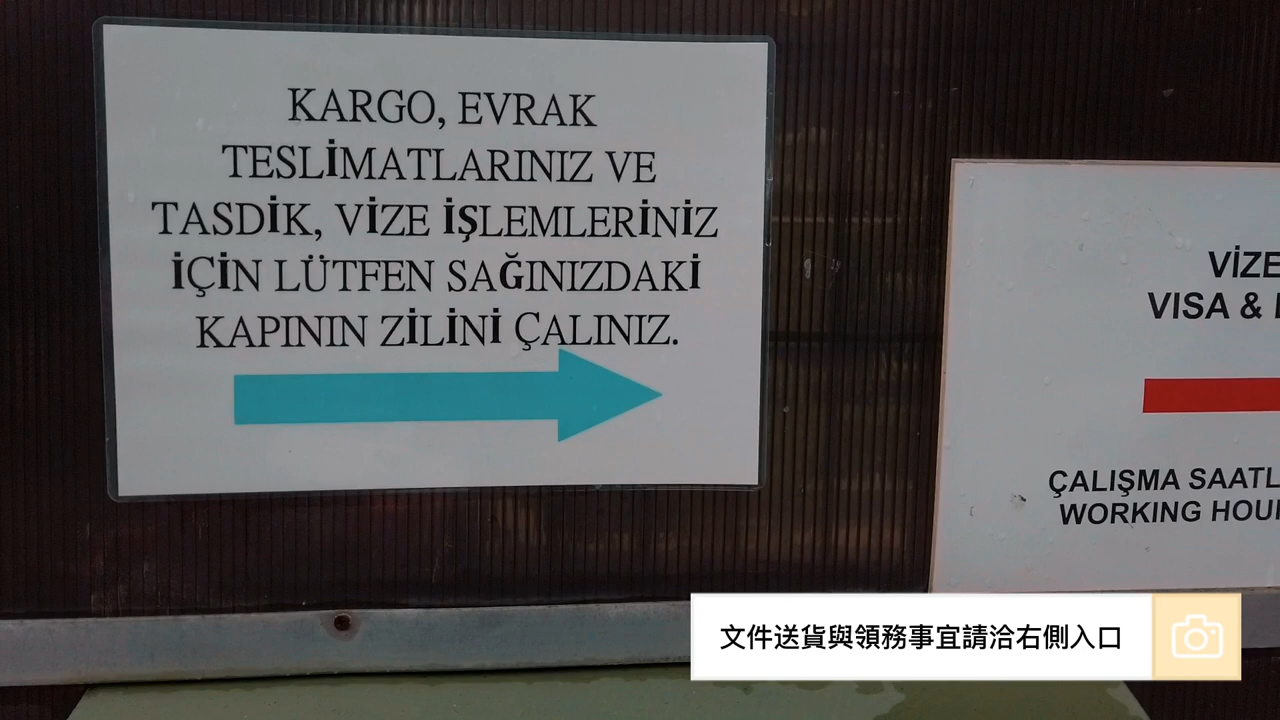 KARGO, EVRAK
TESLİMATLARINIZ VE
TASDİK, VİZE İŞLEMLERİNİZ
İÇİN LÜTFEN SAĞINIZDAKİ
KAPININ ZİLİNİ ÇALINIZ.
VİZE
VISA &
ÇALIŞMA
WORKING
文件送貨與領務事宜請洽右側入口